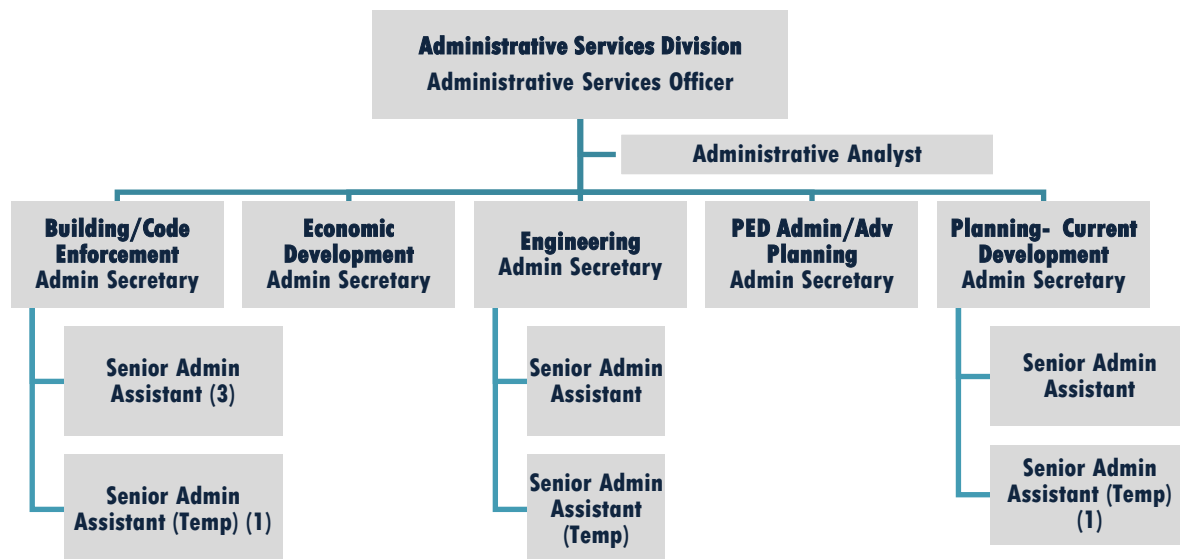 Administrative Services Division
Administrative Services Officer
Administrative Analyst
Building/Code
Enforcement
Admin Secretary
Economic
Development
Admin Secretary
Engineering
Admin Secretary
PED Admin/Adv
Planning
Admin Secretary
Planning- Current
Development
Admin Secretary
Senior Admin
Assistant (3)
Senior Admin
Assistant (Temp) (1)
Senior Admin
Assistant
Senior Admin
Assistant
(Temp)
Senior Admin
Assistant
Senior Admin
Assistant (Temp)
(1)